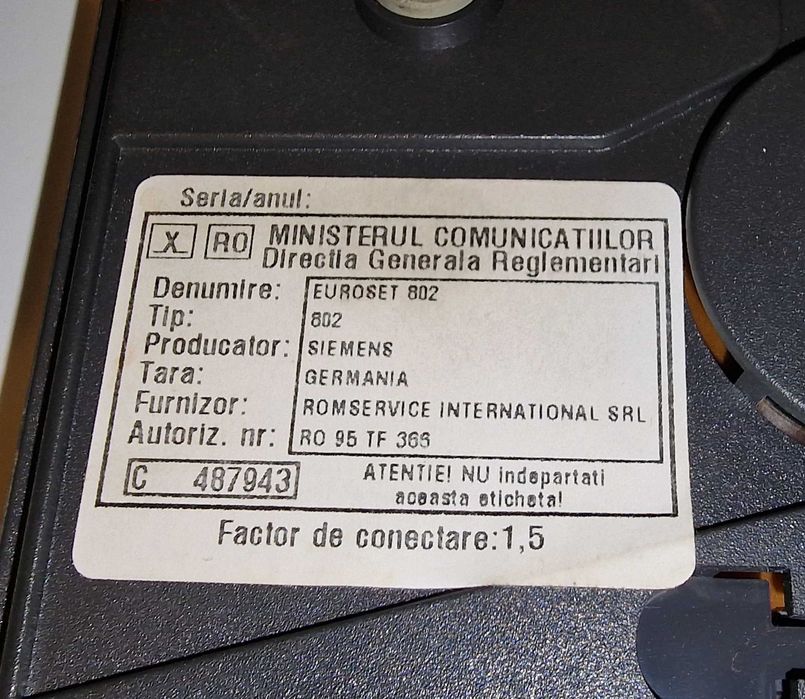 Seria/anul:
X RO MINISTERUL COMUNICATIILOR
Directia Generala Reglementari
Denumire: EUROSET 802
Tip: 802
Producator: SIEMENS
Tara: GERMANIA
Furnizor: ROMSERVICE INTERNATIONAL SRL
Autoriz. nr: RO 95 TF 366
C 487943 ATENTIE! NU indepartati
aceasta eticheta!
Factor de conectare:1,5